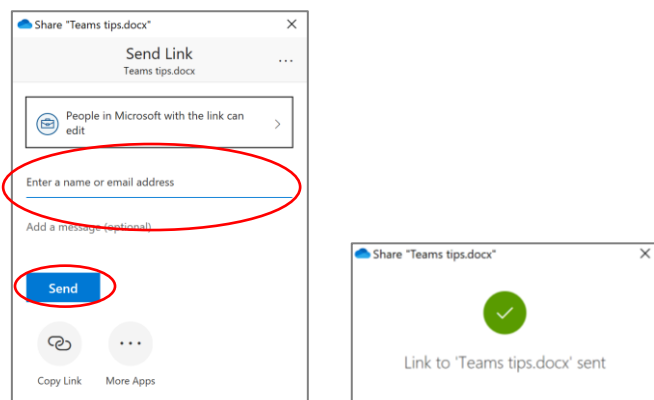 Share "Teams tips.docx"
Send Link
Teams tips.docx
People in Microsoft with the link can
edit
Enter a name or email address
Add a message (optional)
Send
Copy Link
More Apps
Share "Teams tips.docx"
Link to 'Teams tips.docx' sent